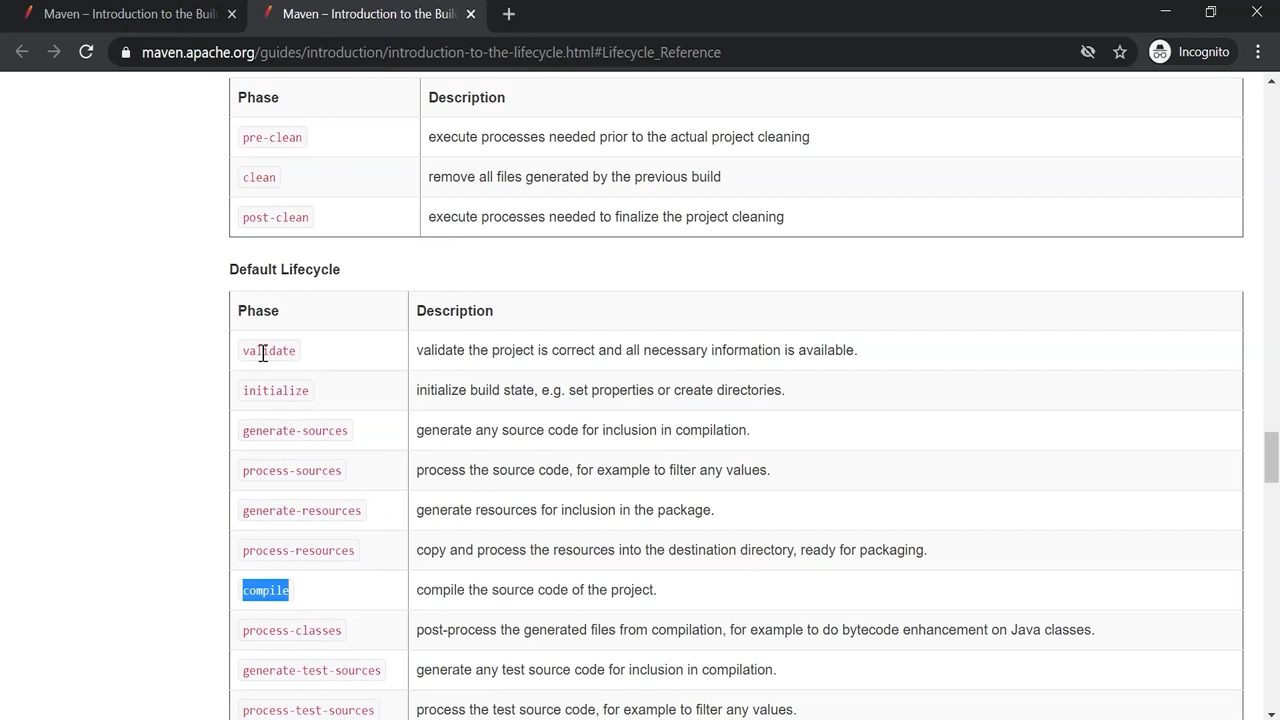 Maven – Introduction to the Buil
Maven – Introduction to the Buil
maven.apache.org/guides/introduction/introduction-to-the-lifecycle.html#Lifecycle_Reference
Incognito
Phase Description
pre-clean execute processes needed prior to the actual project cleaning
clean remove all files generated by the previous build
post-clean execute processes needed to finalize the project cleaning
Default Lifecycle
Phase Description
validate validate the project is correct and all necessary information is available.
initialize initialize build state, e.g. set properties or create directories.
generate-sources generate any source code for inclusion in compilation.
process-sources process the source code, for example to filter any values.
generate-resources generate resources for inclusion in the package.
process-resources copy and process the resources into the destination directory, ready for packaging.
compile compile the source code of the project.
process-classes post-process the generated files from compilation, for example to do bytecode enhancement on Java classes.
generate-test-sources generate any test source code for inclusion in compilation.
process-test-sources process the test source code, for example to filter any values.